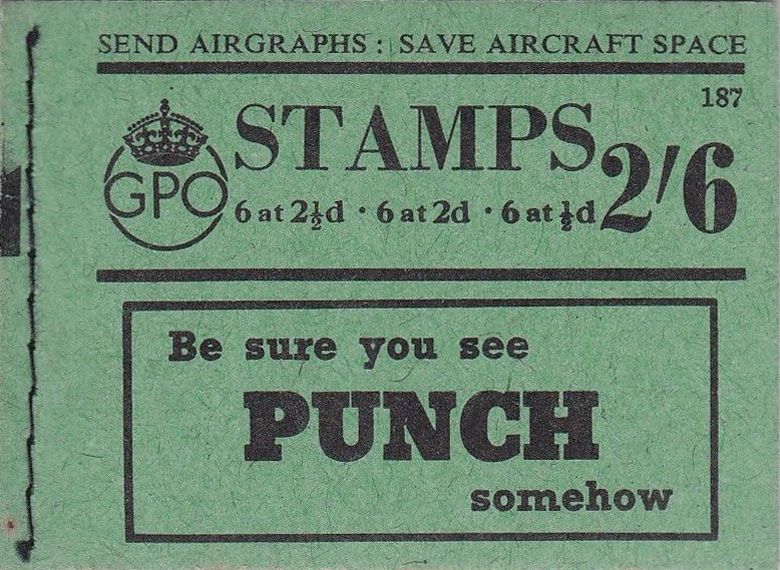 SEND AIRGRAPHS : SAVE AIRCRAFT SPACE
187
STAMPS
GPO
6 at 2½d · 6 at 2d · 6 at ½d 2/6
Be sure you see
PUNCH
somehow